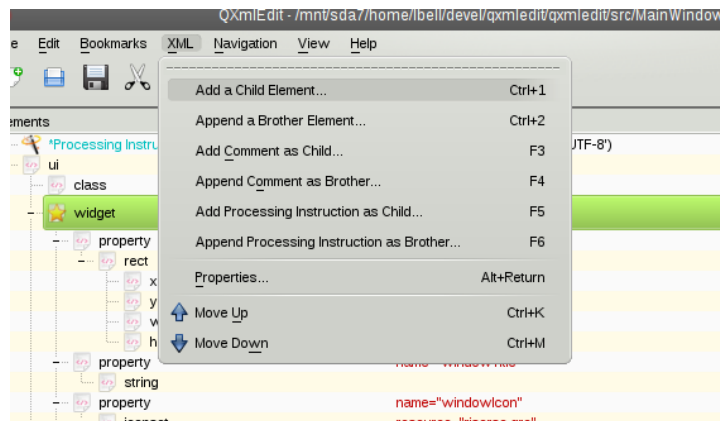 QXmlEdit - /mnt/sda7/home/lbell/devel/qxmledit/qxmledit/src/MainWindow
e Edit Bookmarks XML Navigation View Help
Add a Child Element... Ctrl+1
Append a Brother Element... Ctrl+2
ements
*Processing Instru JTF-8')
Add Comment as Child... F3
ui
Append Comment as Brother... F4
class
Add Processing Instruction as Child... F5
widget
Append Processing Instruction as Brother... F6
property
rect
Properties... Alt+Return
x
y
Move Up Ctrl+K
w
h
Move Down Ctrl+M
property
string
property name="windowIcon"